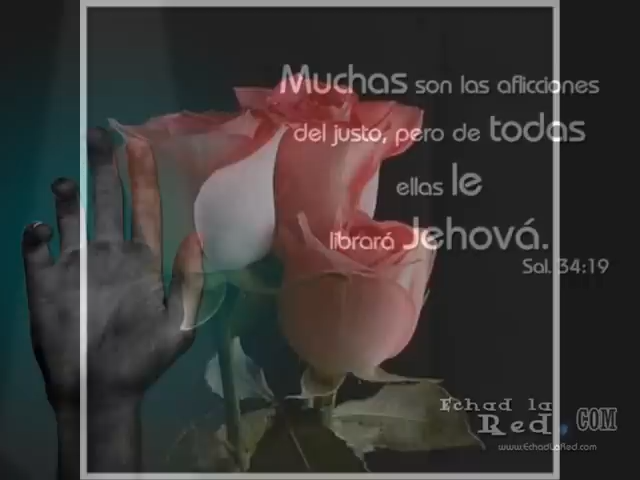 Muchas son las aflicciones
del justo, pero de todas
ellas le
librará Jehová.
Sal. 34:19
Echad la
Red.COM
www.EchadLaRed.com